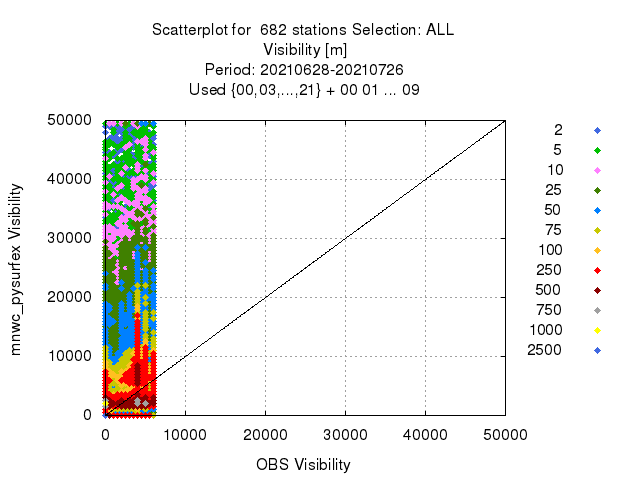 Scatterplot for 682 stations Selection: ALL
Visibility [m]
Period: 20210628-20210726
Used {00,03,...,21} + 00 01 ... 09
50000
40000
30000
20000
10000
0
mnwc_pysurfex Visibility
0 10000 20000 30000 40000 50000
OBS Visibility
2
5
10
25
50
75
100
250
500
750
1000
2500